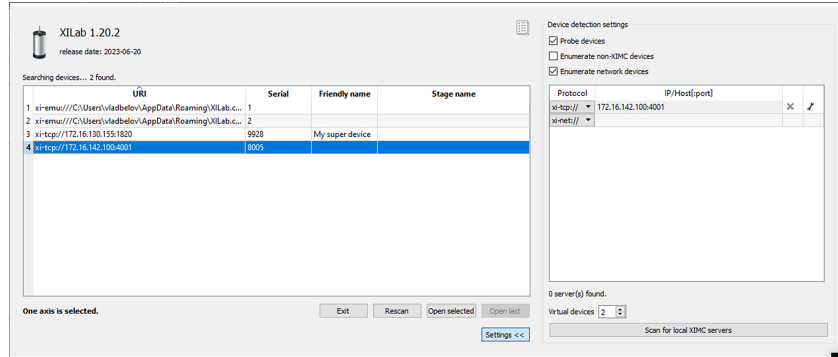 XILab 1.20.2
release date: 2023-06-20
Searching devices... 2 found.
URI Serial Friendly name Stage name
1 xi-emu:///C:\Users\vladbelov\AppData\Roaming\XILab.c... 1
2 xi-emu:///C:\Users\vladbelov\AppData\Roaming\XILab.c... 2
3 xi-tcp://172.16.130.155:1820 9928 My super device
4 xi-tcp://172.16.142.100:4001 8005
One axis is selected.
Exit Rescan Open selected Open last
Settings <<
Device detection settings
Probe devices
Enumerate non-XIMC devices
Enumerate network devices
Protocol IP/Host[:port]
xi-tcp:// 172.16.142.100:4001
xi-net://
0 server(s) found.
Virtual devices 2
Scan for local XIMC servers